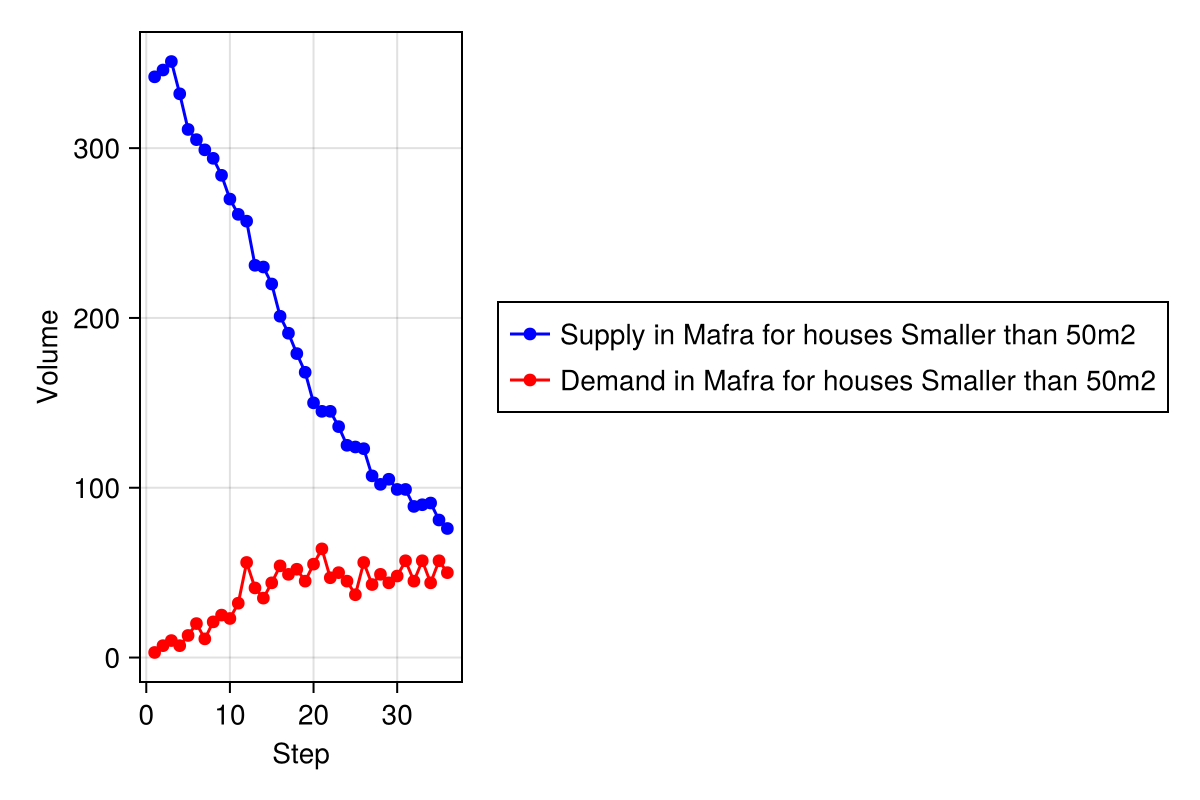 300
200
100
0
Volume
0 10 20 30
Step
Supply in Mafra for houses Smaller than 50m2
Demand in Mafra for houses Smaller than 50m2